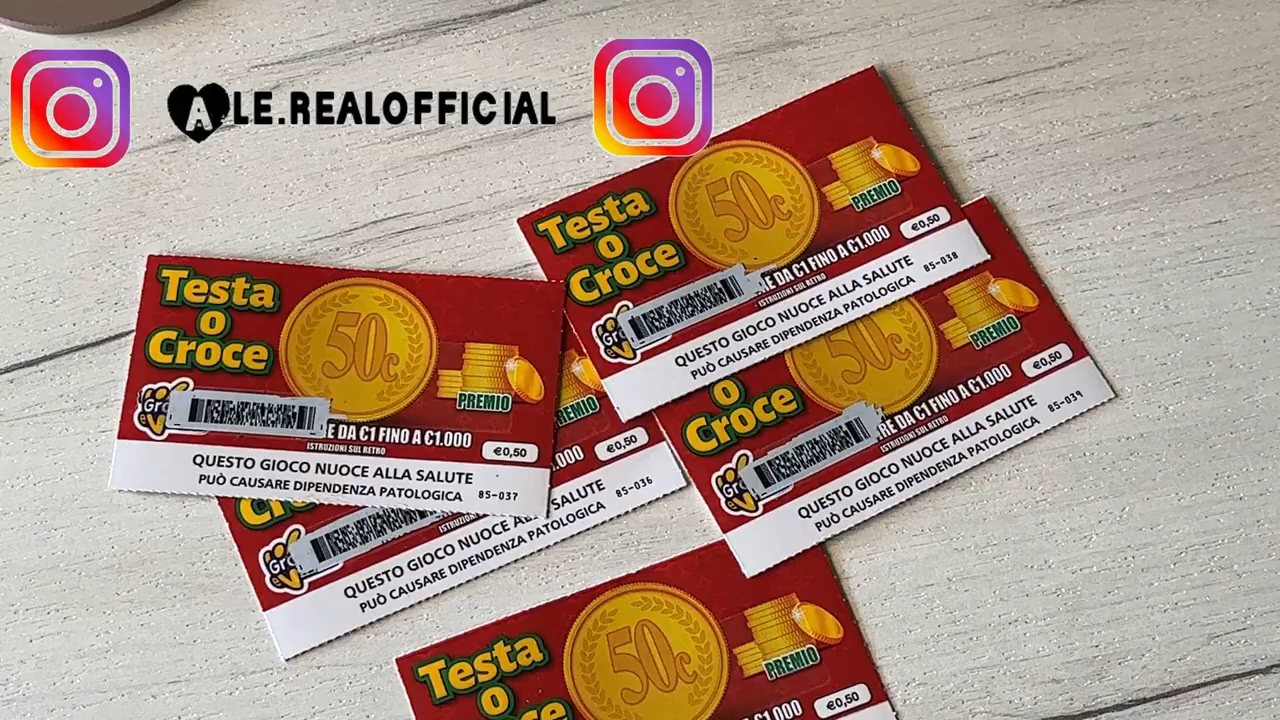 ALE.REALOFFICIAL
Testa
o
Croce
50c
PREMIO
RE DA €1 FINO A €1.000
ISTRUZIONI SUL RETRO
€0,50
QUESTO GIOCO NUOCE ALLA SALUTE
PUÒ CAUSARE DIPENDENZA PATOLOGICA 85-038
Testa
o
Croce
50c
PREMIO
E DA €1 FINO A €1.000
ISTRUZIONI SUL RETRO
€0,50
QUESTO GIOCO NUOCE ALLA SALUTE
PUÒ CAUSARE DIPENDENZA PATOLOGICA 85-037
o
Croce
50c
PREMIO
RE DA €1 FINO A €1.000
ISTRUZIONI SUL RETRO
€0,50
QUESTO GIOCO NUOCE ALLA SALUTE
PUÒ CAUSARE DIPENDENZA PATOLOGICA 85-039
€0,50
QUESTO GIOCO NUOCE ALLA SALUTE
PUÒ CAUSARE DIPENDENZA PATOLOGICA 85-036
Testa
o
50c
PREMIO
€0,50